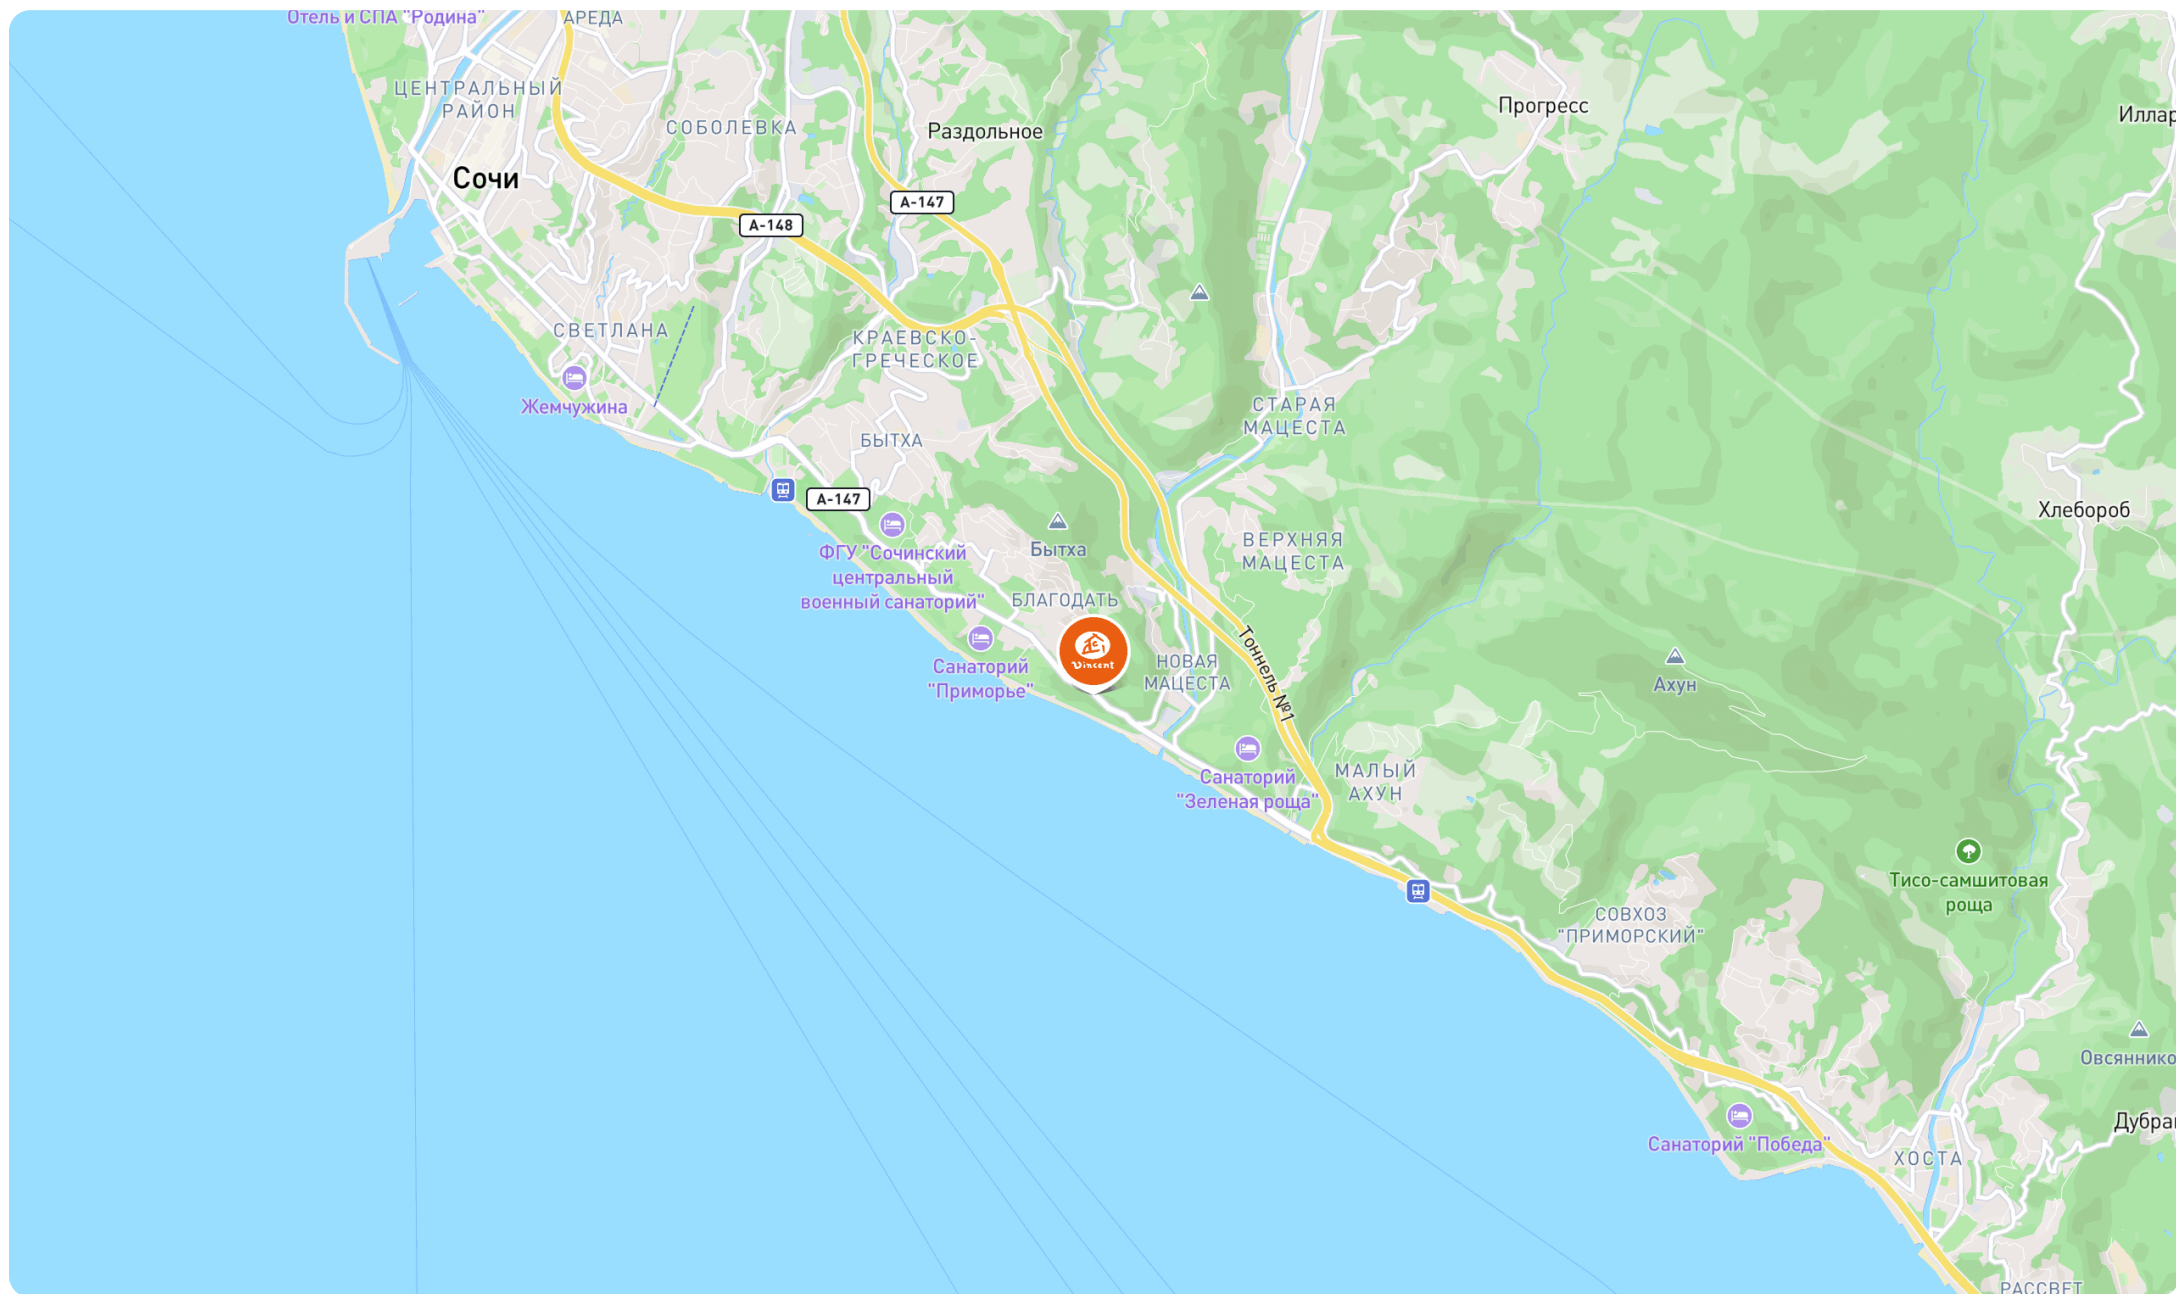 Отель и СПА "Родина"
АРЕДА
ЦЕНТРАЛЬНЫЙ
РАЙОН
СОБОЛЕВКА
Раздольное
Прогресс
Иллар
Сочи
А-147
А-148
СВЕТЛАНА
КРАЕВСКО-
ГРЕЧЕСКОЕ
Жемчужина
СТАРАЯ
МАЦЕСТА
БЫТХА
А-147
Хлебороб
ФГУ "Сочинский
центральный
военный санаторий"
Бытха
ВЕРХНЯЯ
МАЦЕСТА
БЛАГОДАТЬ
Vincent
Санаторий
"Приморье"
НОВАЯ
МАЦЕСТА
Тоннель №1
Ахун
Санаторий
"Зеленая роща"
МАЛЫЙ
АХУН
Тисо-самшитовая
роща
СОВХОЗ
"ПРИМОРСКИЙ"
Овсяннико
Дубра
Санаторий "Победа"
ХОСТА
РАССВЕТ